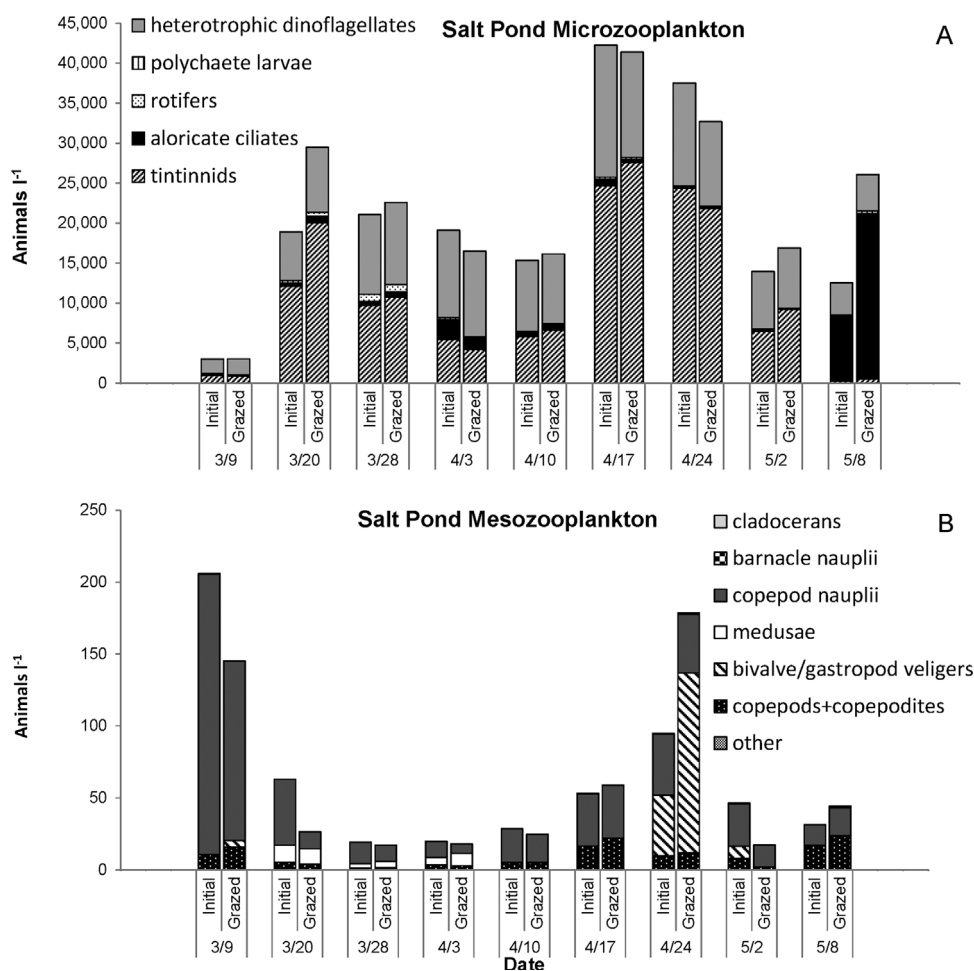 Salt Pond Microzooplankton
A
heterotrophic dinoflagellates
polychaete larvae
rotifers
aloricate ciliates
tintinnids
Animals l-1
45,000
40,000
35,000
30,000
25,000
20,000
15,000
10,000
5,000
0
Initial Grazed Initial Grazed Initial Grazed Initial Grazed Initial Grazed Initial Grazed Initial Grazed Initial Grazed Initial Grazed
3/9 3/20 3/28 4/3 4/10 4/17 4/24 5/2 5/8
Salt Pond Mesozooplankton
B
cladocerans
barnacle nauplii
copepod nauplii
medusae
bivalve/gastropod veligers
copepods+copepodites
other
Animals l-1
250
200
150
100
50
0
Initial Grazed Initial Grazed Initial Grazed Initial Grazed Initial Grazed Initial Grazed Initial Grazed Initial Grazed Initial Grazed
3/9 3/20 3/28 4/3 4/10 4/17 4/24 5/2 5/8
Date